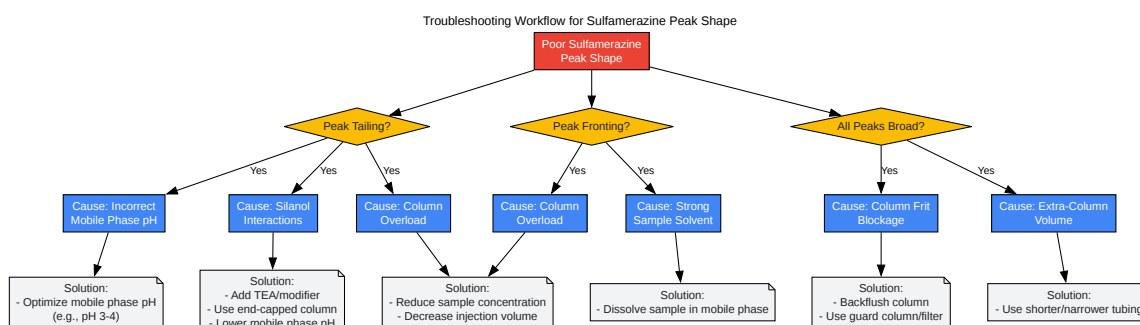 Troubleshooting Workflow for Sulfamerazine Peak Shape
Poor Sulfamerazine
Peak Shape
Peak Tailing?
Peak Fronting?
All Peaks Broad?
Yes
Yes
Yes
Yes
Yes
Yes
Yes
Cause: Incorrect
Mobile Phase pH
Cause: Silanol
Interactions
Cause: Column
Overload
Cause: Column
Overload
Cause: Strong
Sample Solvent
Cause: Column Frit
Blockage
Cause: Extra-Column
Volume
Solution:
- Optimize mobile phase pH
(e.g., pH 3-4)
Solution:
- Add TEA/modifier
- Use end-capped column
- Lower mobile phase pH
Solution:
- Reduce sample concentration
- Decrease injection volume
Solution:
- Dissolve sample in mobile phase
Solution:
- Backflush column
- Use guard column/filter
Solution:
- Use shorter/narrower tubing